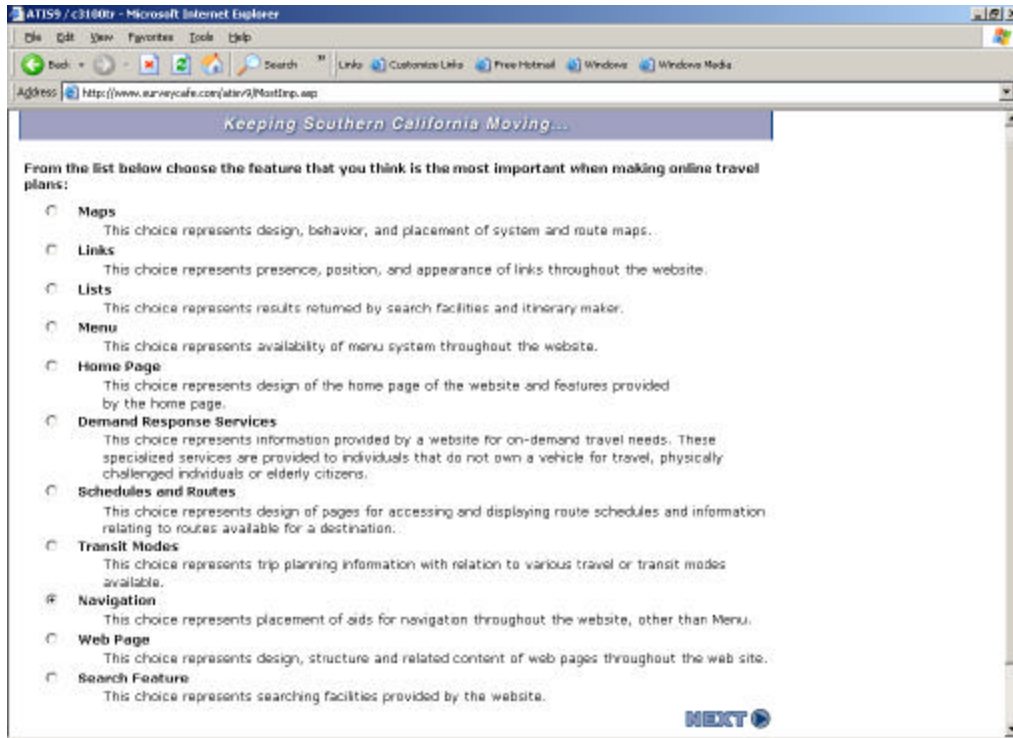 ATIS9 / c3100tr - Microsoft Internet Explorer
File Edit View Favorites Tools Help
Back Search » Links Customize Links Free Hotmail Windows Windows Media
Address http://www.surveycafe.com/atisv9/MostImp.asp
Keeping Southern California Moving...
From the list below choose the feature that you think is the most important when making online travel
plans:
Maps
This choice represents design, behavior, and placement of system and route maps.
Links
This choice represents presence, position, and appearance of links throughout the website.
Lists
This choice represents results returned by search facilities and itinerary maker.
Menu
This choice represents availability of menu system throughout the website.
Home Page
This choice represents design of the home page of the website and features provided
by the home page.
Demand Response Services
This choice represents information provided by a website for on-demand travel needs. These
specialized services are provided to individuals that do not own a vehicle for travel, physically
challenged individuals or elderly citizens.
Schedules and Routes
This choice represents design of pages for accessing and displaying route schedules and information
relating to routes available for a destination.
Transit Modes
This choice represents trip planning information with relation to various travel or transit modes
available.
Navigation
This choice represents placement of aids for navigation throughout the website, other than Menu.
Web Page
This choice represents design, structure and related content of web pages throughout the web site.
Search Feature
This choice represents searching facilities provided by the website.
NEXT